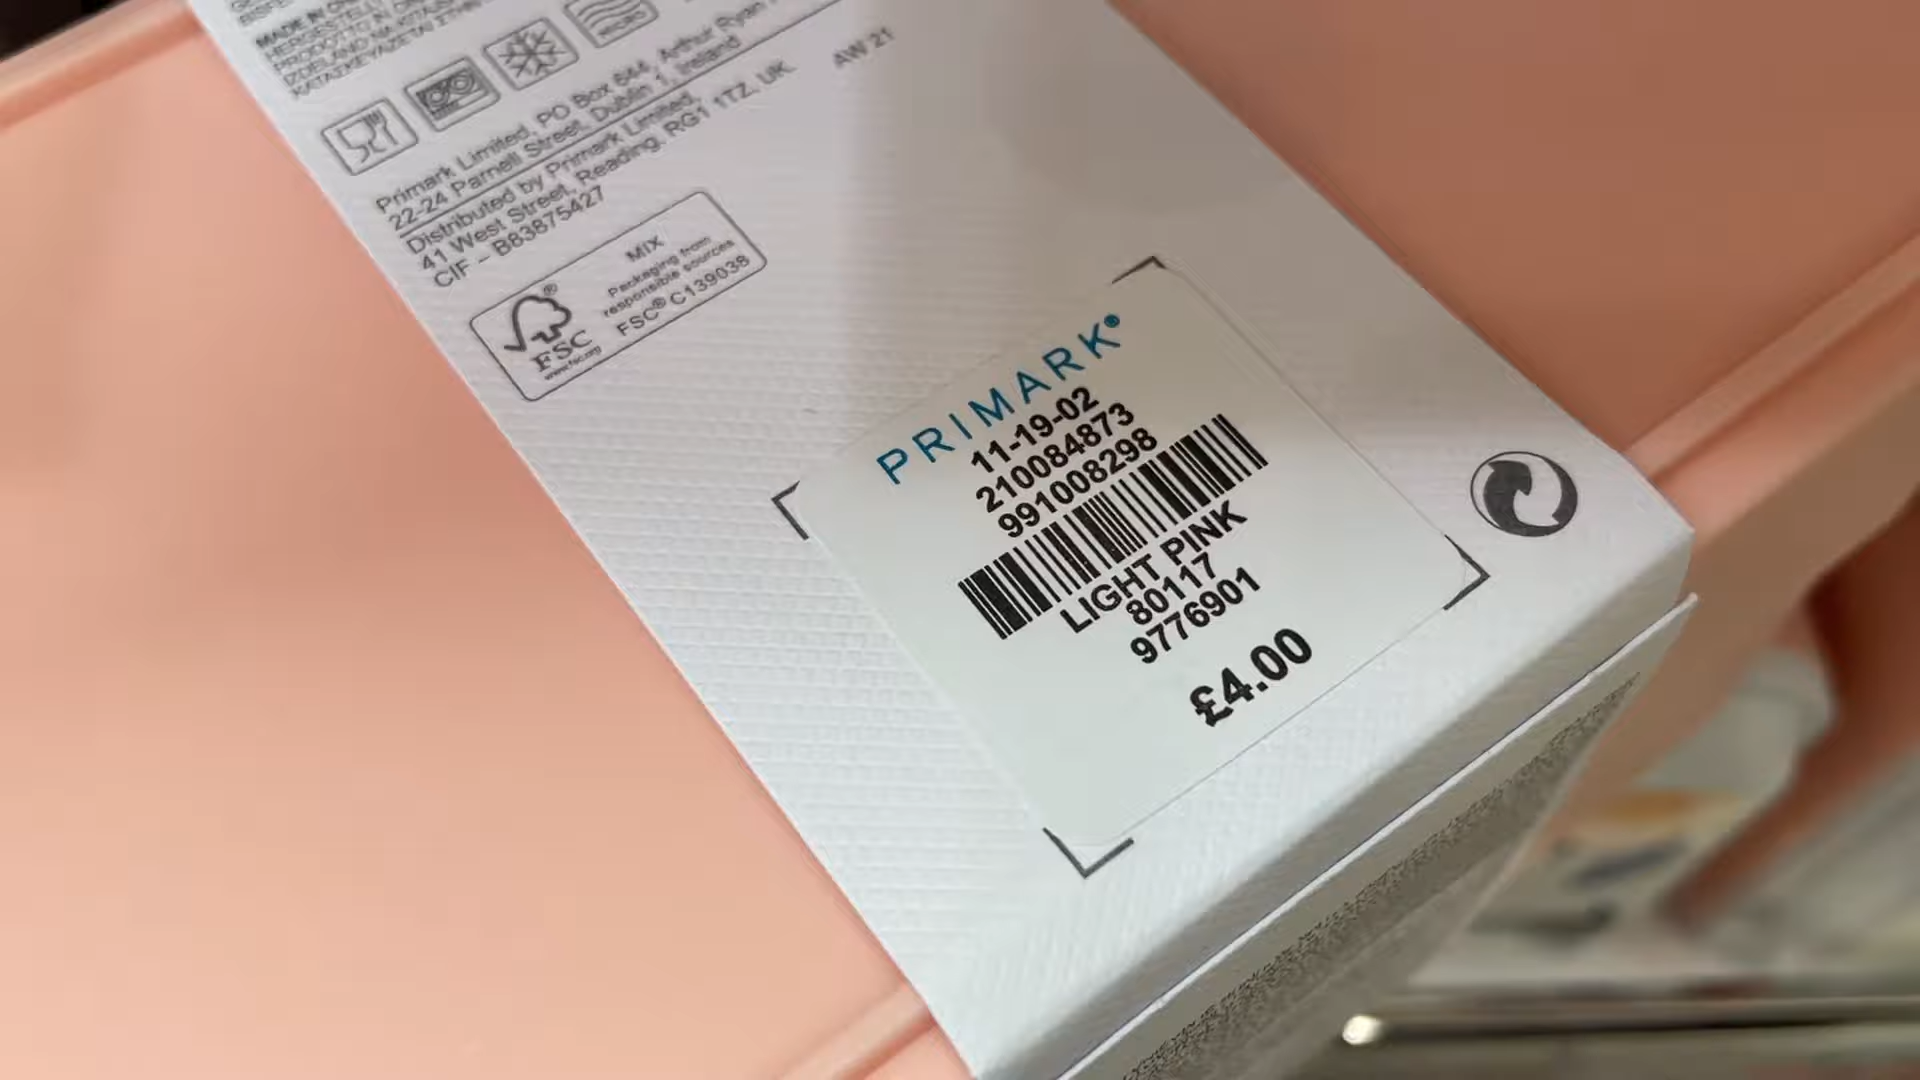 MADE IN
MICRO
AW 21
Primark Limited, PO Box 644, Arthur Ryan
22-24 Parnell Street, Dublin 1, Ireland
Distributed by Primark Limited,
41 West Street, Reading, RG1 1TZ, UK
CIF - B83875427
MIX
Packaging from
responsible sources
FSC® C139038
FSC
www.fsc.org
PRIMARK®
11-19-02
210084873
991008298
LIGHT PINK
80117
9776901
£4.00